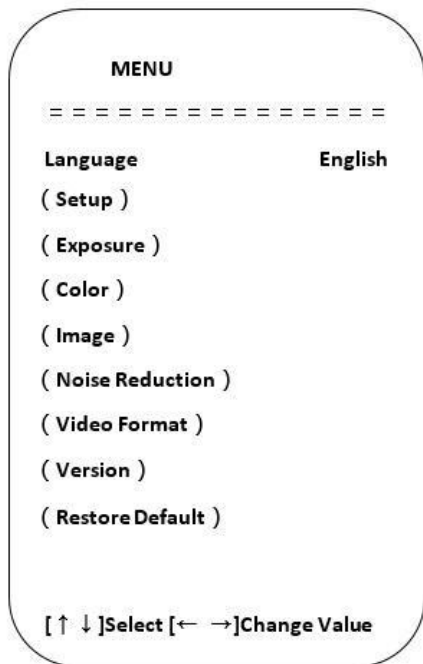 MENU
= = = = = = = = = = = = = = =
Language English
( Setup )
( Exposure )
( Color )
( Image )
( Noise Reduction )
( Video Format )
( Version )
( Restore Default )
[ ↑ ↓ ]Select [← →]Change Value